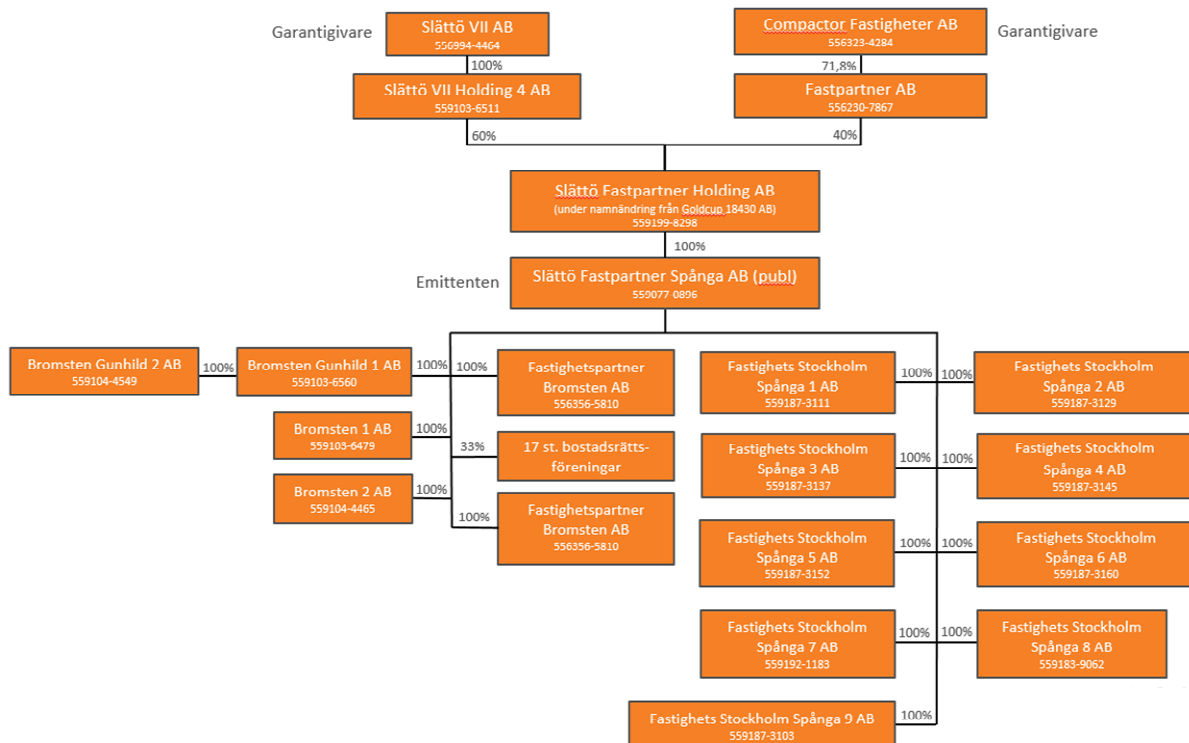 Garantigivare
Slättö VII AB
556994-4464
Compactor Fastigheter AB
556323-4284
Garantigivare
100%
71,8%
Slättö VII Holding 4 AB
559103-6511
Fastpartner AB
556230-7867
60%
40%
Slättö Fastpartner Holding AB
(under namnändring från Goldcup 18430 AB)
559199-8298
100%
Emittenten
Slättö Fastpartner Spånga AB (publ)
559077-0896
Bromsten Gunhild 2 AB
559104-4549
100%
Bromsten Gunhild 1 AB
559103-6560
100%
100%
Fastighetspartner
Bromsten AB
556356-5810
Bromsten 1 AB
559103-6479
100%
33%
17 st. bostadsrätts-
föreningar
Bromsten 2 AB
559104-4465
100%
100%
Fastighetspartner
Bromsten AB
556356-5810
Fastighets Stockholm
Spånga 1 AB
559187-3111
100%
100%
Fastighets Stockholm
Spånga 2 AB
559187-3129
Fastighets Stockholm
Spånga 3 AB
559187-3137
100%
100%
Fastighets Stockholm
Spånga 4 AB
559187-3145
Fastighets Stockholm
Spånga 5 AB
559187-3152
100%
100%
Fastighets Stockholm
Spånga 6 AB
559187-3160
Fastighets Stockholm
Spånga 7 AB
559192-1183
100%
100%
Fastighets Stockholm
Spånga 8 AB
559183-9062
Fastighets Stockholm Spånga 9 AB
559187-3103
100%